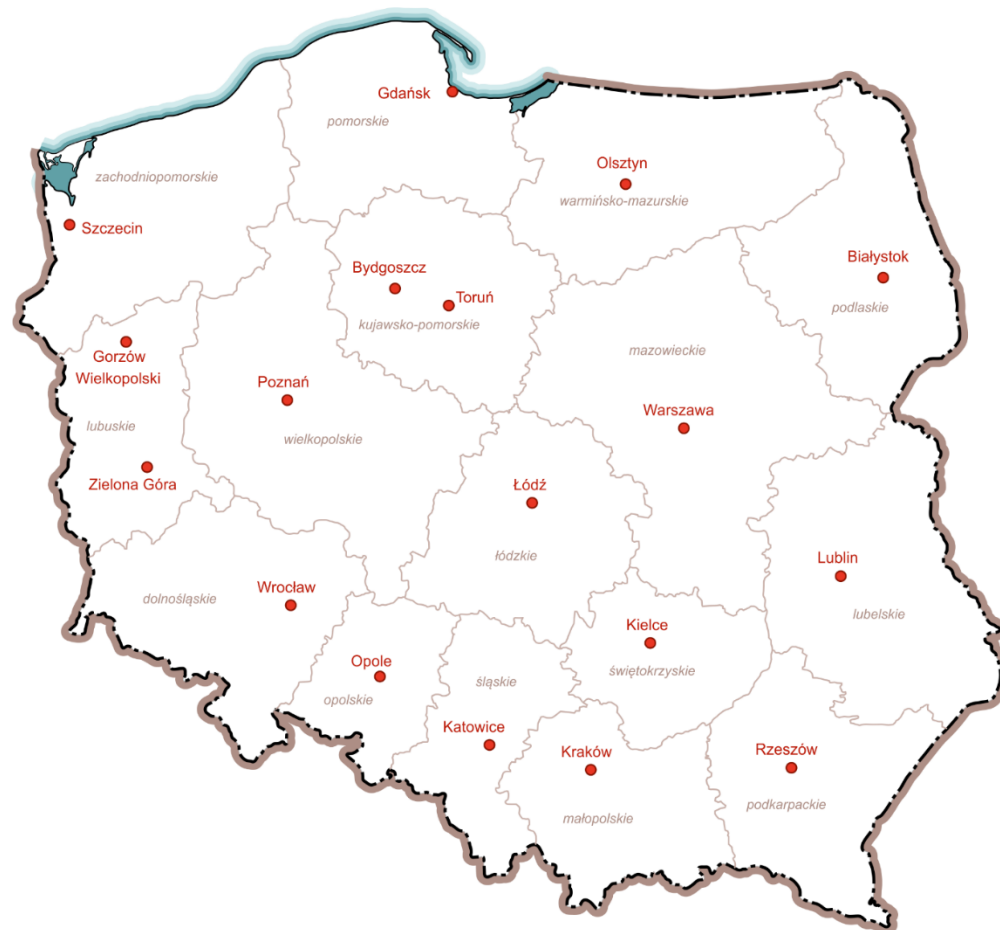 Gdańsk
pomorskie
Olsztyn
warmińsko-mazurskie
zachodniopomorskie
Szczecin
Białystok
podlaskie
Bydgoszcz
Toruń
kujawsko-pomorskie
Gorzów
Wielkopolski
lubuskie
Zielona Góra
Poznań
wielkopolskie
mazowieckie
Warszawa
Łódź
łódzkie
Lublin
lubelskie
dolnośląskie
Wrocław
Opole
opolskie
śląskie
Katowice
Kielce
świętokrzyskie
Kraków
małopolskie
Rzeszów
podkarpackie